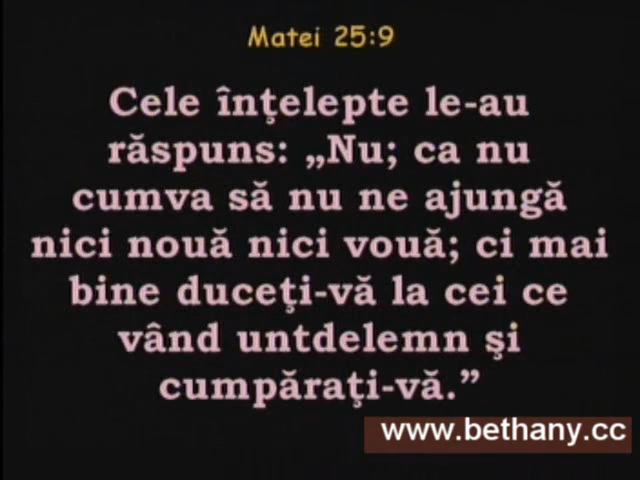 Matei 25:9
Cele înţelepte le-au
răspuns: „Nu; ca nu
cumva să nu ne ajungă
nici nouă nici vouă; ci mai
bine duceţi-vă la cei ce
vând untdelemn şi
cumpăraţi-vă.”
www.bethany.cc